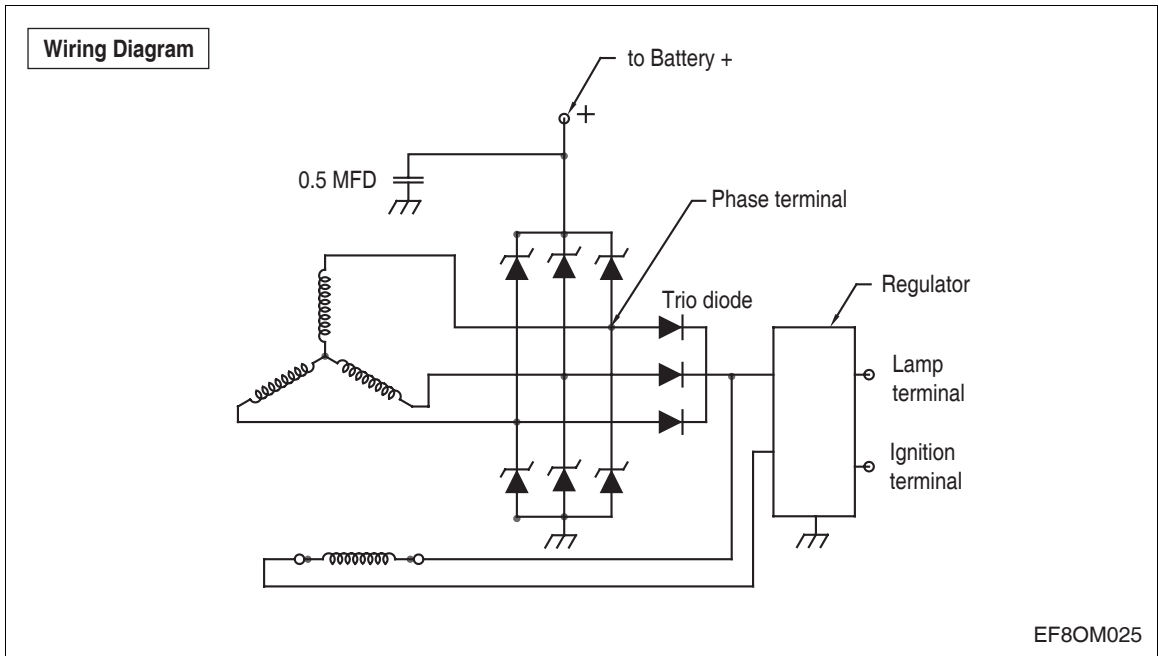 Wiring Diagram
to Battery +
+
0.5 MFD
Phase terminal
Trio diode
Regulator
Lamp
terminal
Ignition
terminal
EF8OM025